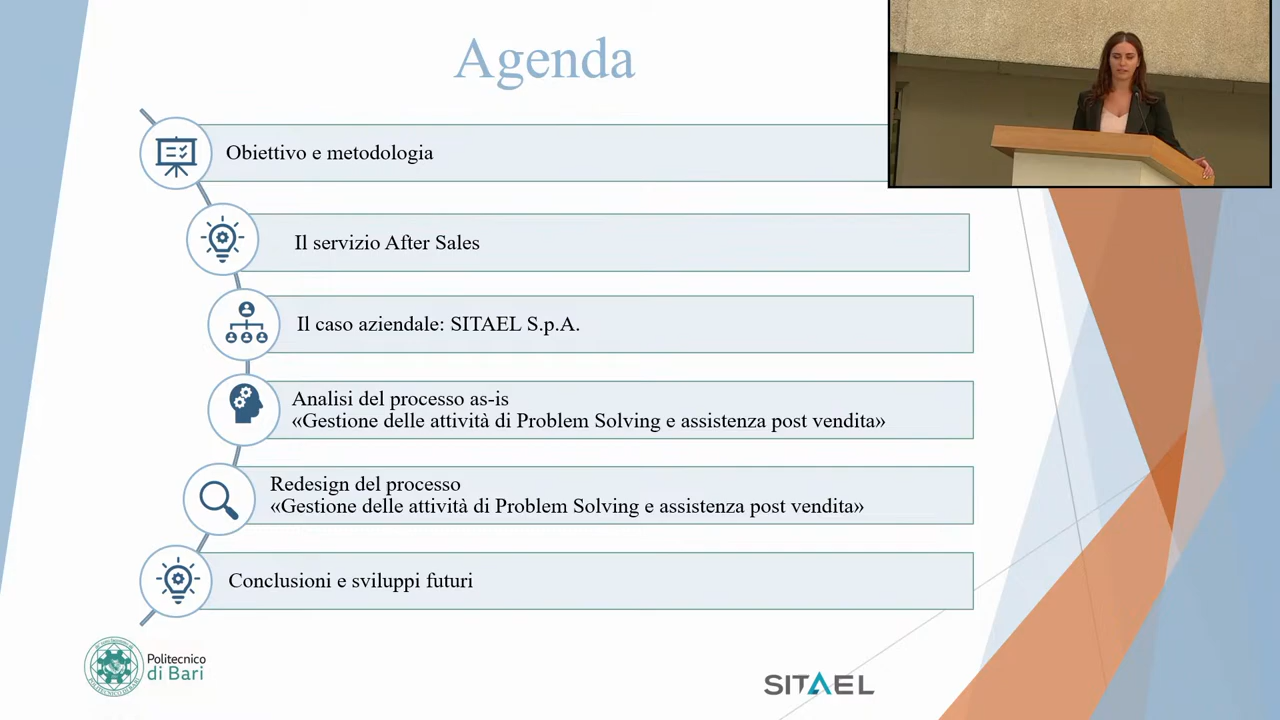 Agenda
Obiettivo e metodologia
Il servizio After Sales
Il caso aziendale: SITAEL S.p.A.
Analisi del processo as-is
«Gestione delle attività di Problem Solving e assistenza post vendita»
Redesign del processo
«Gestione delle attività di Problem Solving e assistenza post vendita»
Conclusioni e sviluppi futuri
Politecnico
di Bari
SITAEL